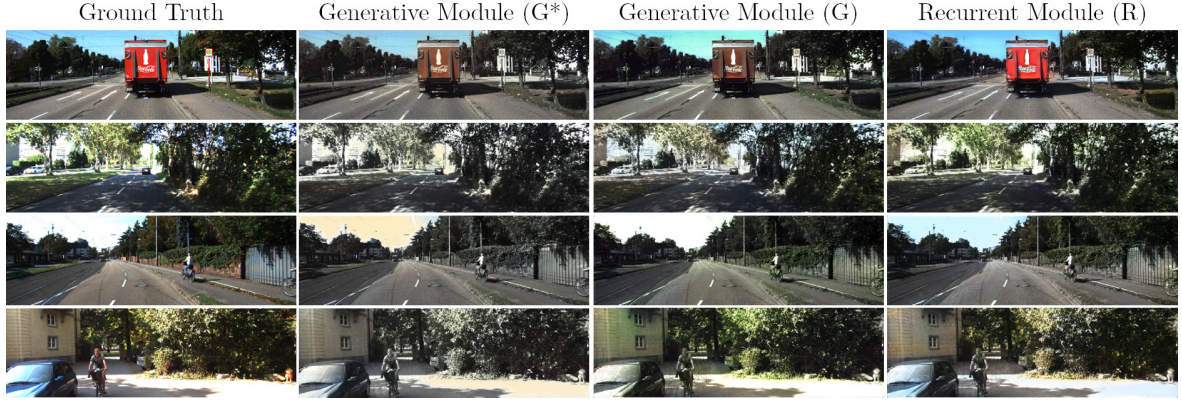 Ground Truth
Generative Module (G*)
Generative Module (G)
Recurrent Module (R)